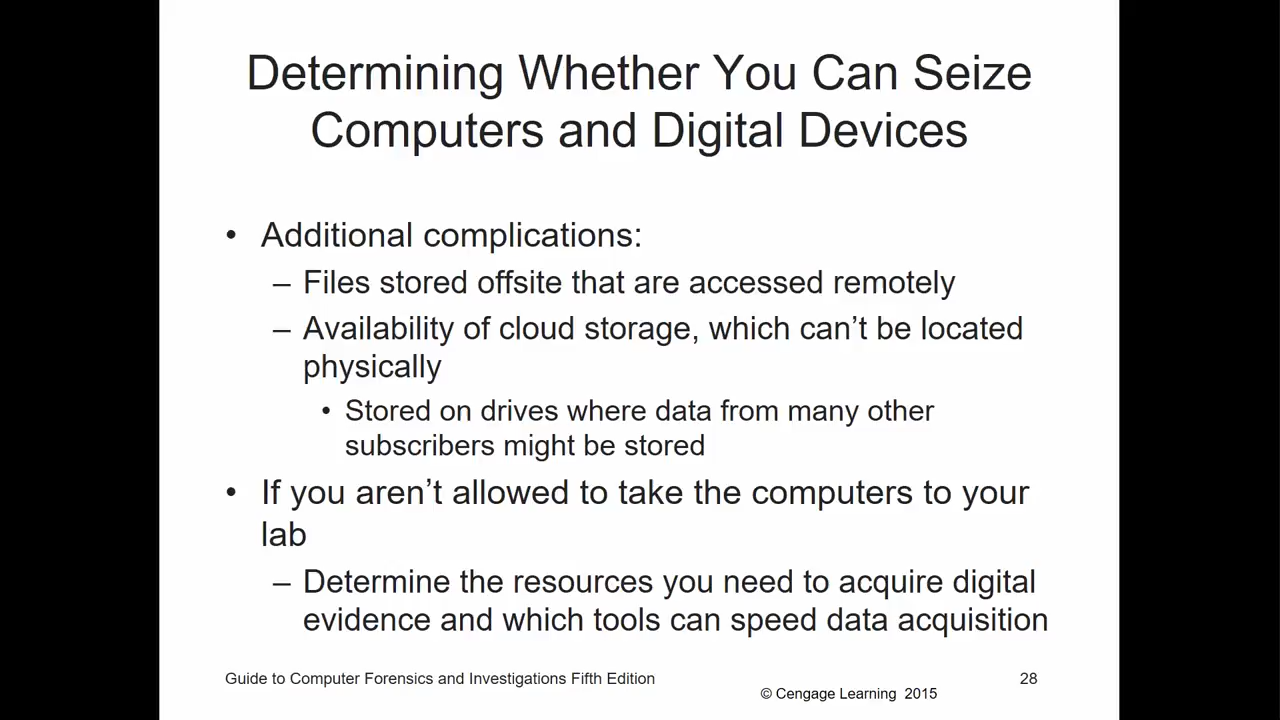 Determining Whether You Can Seize
Computers and Digital Devices
• Additional complications:
– Files stored offsite that are accessed remotely
– Availability of cloud storage, which can’t be located
physically
• Stored on drives where data from many other
subscribers might be stored
• If you aren’t allowed to take the computers to your
lab
– Determine the resources you need to acquire digital
evidence and which tools can speed data acquisition
Guide to Computer Forensics and Investigations Fifth Edition
28
© Cengage Learning 2015